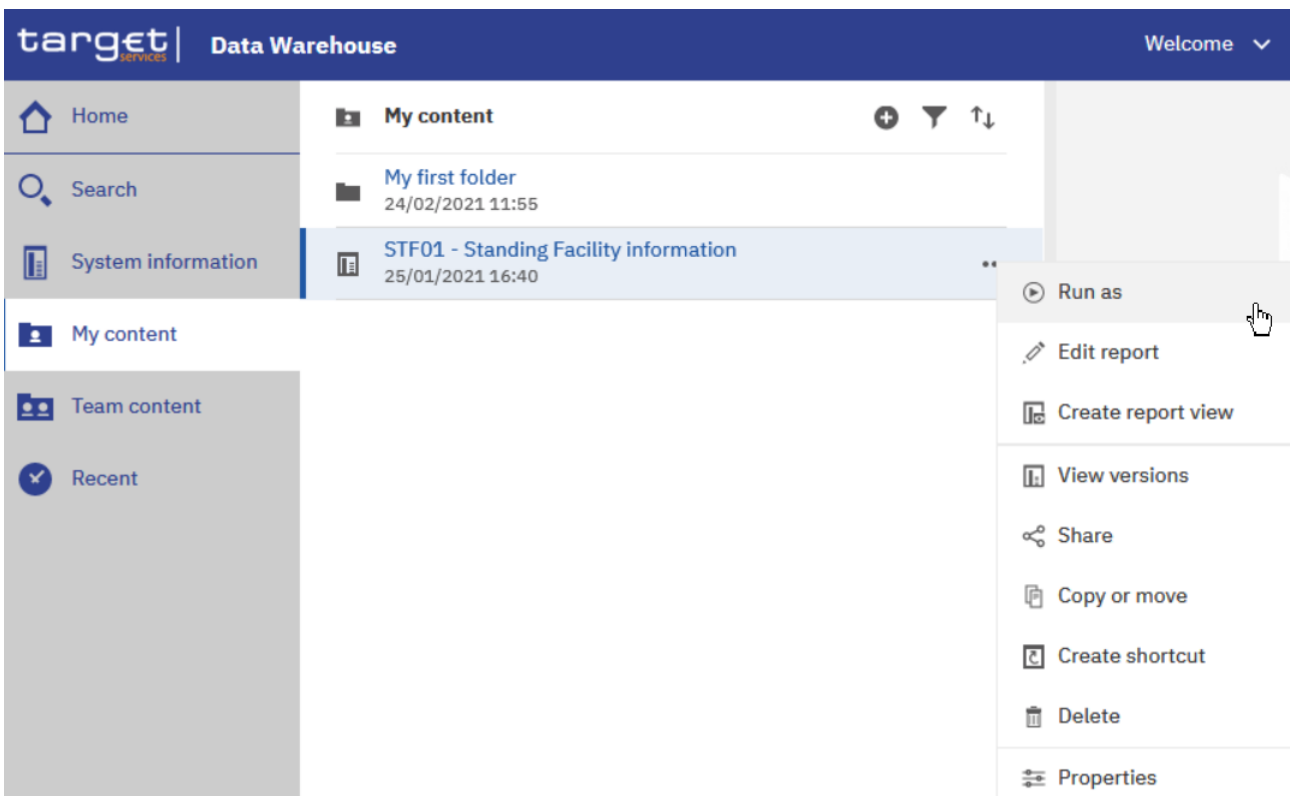 target services | Data Warehouse
Welcome
Home
Search
System information
My content
Team content
Recent
My content
My first folder
24/02/2021 11:55
STF01 - Standing Facility information
25/01/2021 16:40
Run as
Edit report
Create report view
View versions
Share
Copy or move
Create shortcut
Delete
Properties